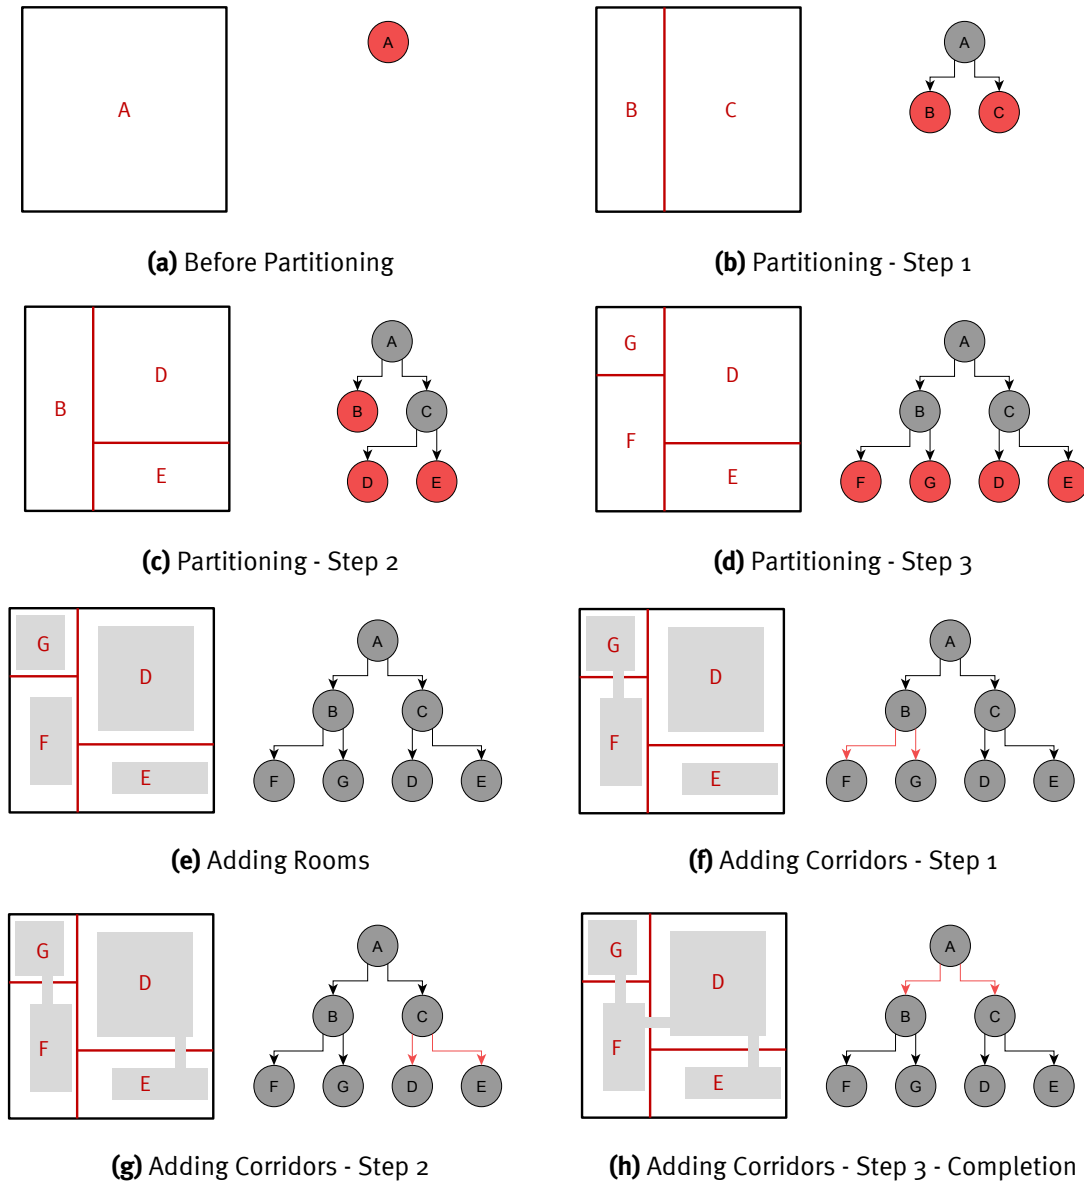 A
A
B
C
A
B
C
(a) Before Partitioning
(b) Partitioning - Step 1
B
D
E
A
B
C
D
E
G
F
D
E
A
B
C
F
G
D
E
(c) Partitioning - Step 2
(d) Partitioning - Step 3
G
F
D
E
A
B
C
F
G
D
E
G
F
D
E
A
B
C
F
G
D
E
(e) Adding Rooms
(f) Adding Corridors - Step 1
G
F
D
E
A
B
C
F
G
D
E
G
F
D
E
A
B
C
F
G
D
E
(g) Adding Corridors - Step 2
(h) Adding Corridors - Step 3 - Completion